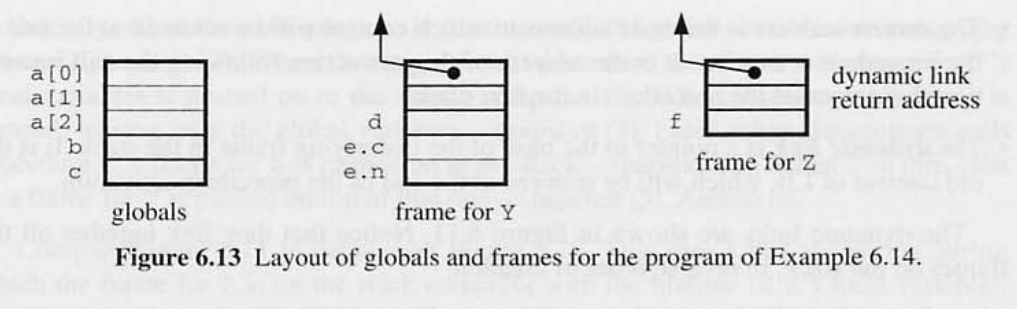 a[0]
a[1]
a[2]
b
c
globals
d
e.c
e.n
frame for Y
dynamic link
return address
f
frame for Z
Figure 6.13 Layout of globals and frames for the program of Example 6.14.